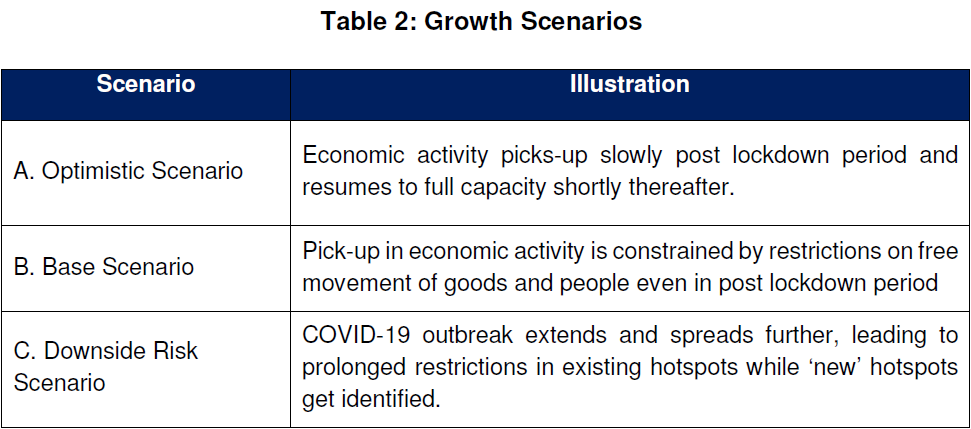 Table 2: Growth Scenarios
Scenario
Illustration
A. Optimistic Scenario
Economic activity picks-up slowly post lockdown period and
resumes to full capacity shortly thereafter.
B. Base Scenario
Pick-up in economic activity is constrained by restrictions on free
movement of goods and people even in post lockdown period
C. Downside Risk
Scenario
COVID-19 outbreak extends and spreads further, leading to
prolonged restrictions in existing hotspots while ‘new’ hotspots
get identified.